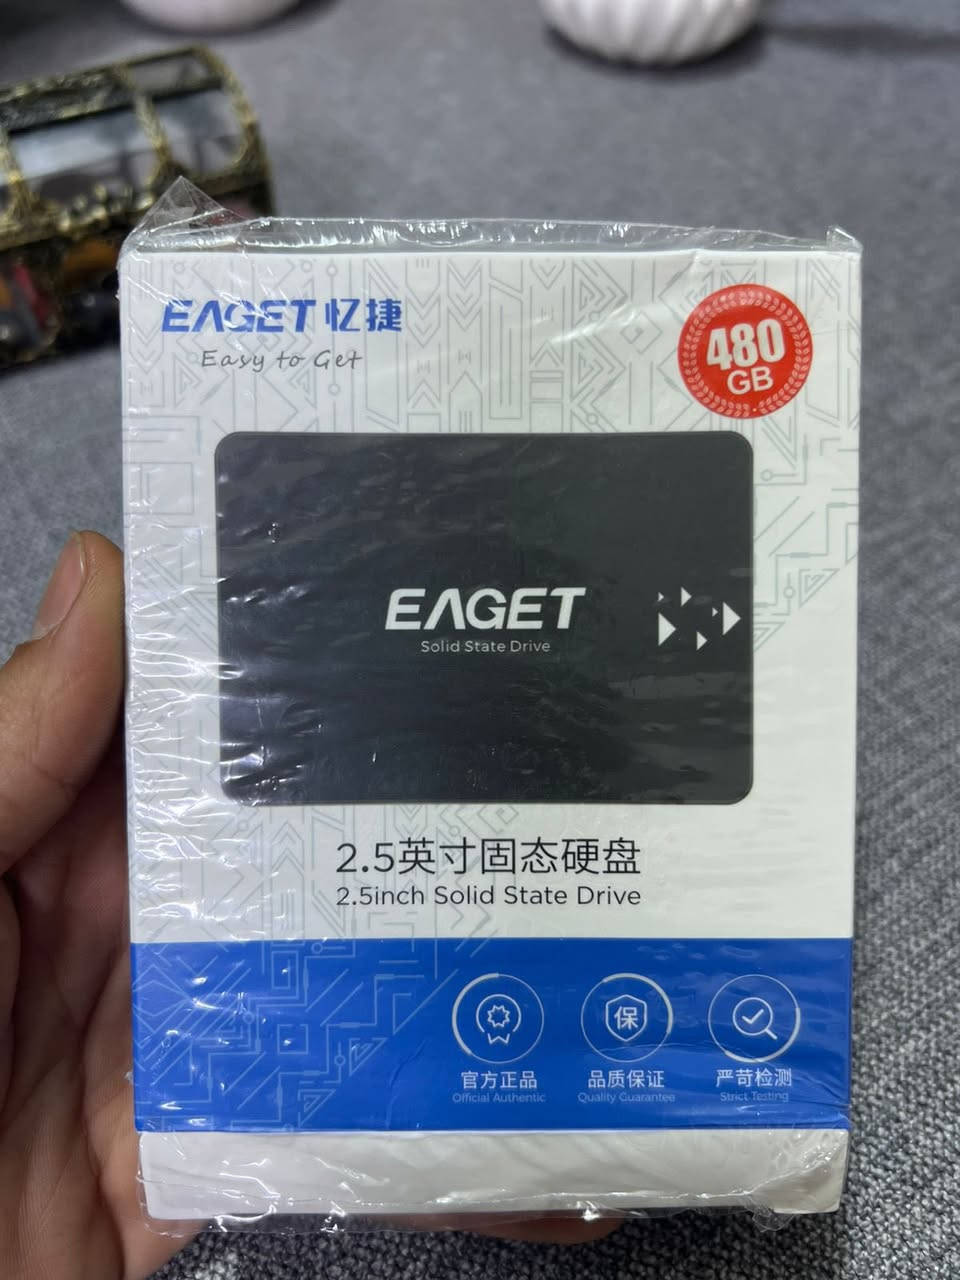 EAGET 忆捷
Easy to Get
480
GB
EAGET
Solid State Drive
2.5英寸固态硬盘
2.5inch Solid State Drive
保
官方正品
Official Authentic
品质保证
Quality Guarantee
严苛检测
Strict Testing